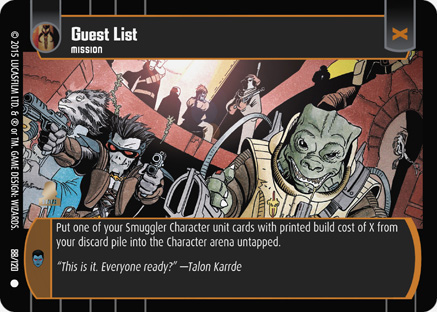 Guest List
MISSION
X
Put one of your Smuggler Character unit cards with printed build cost of X from
your discard pile into the Character arena untapped.
"This is it. Everyone ready?" —Talon Karrde
© 2015 LUCASFILM LTD. & ® or TM. GAME DESIGN: WIZARDS.
88/120